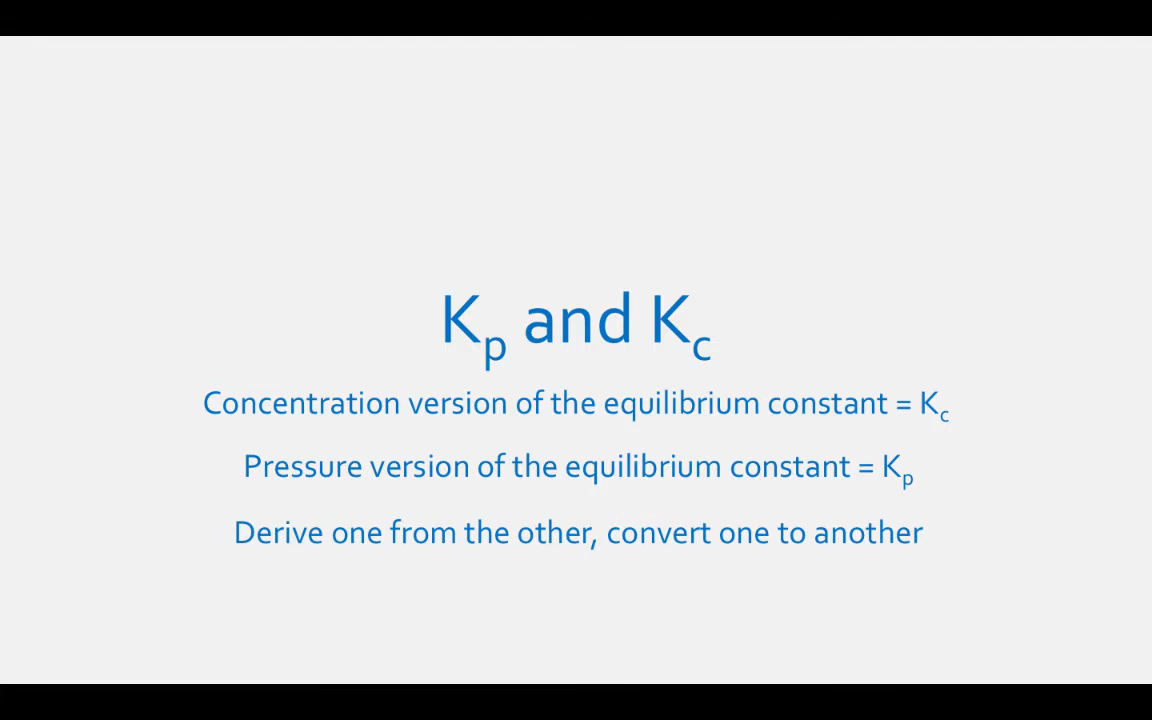 Kp and Kc
Concentration version of the equilibrium constant = Kc
Pressure version of the equilibrium constant = Kp
Derive one from the other, convert one to another